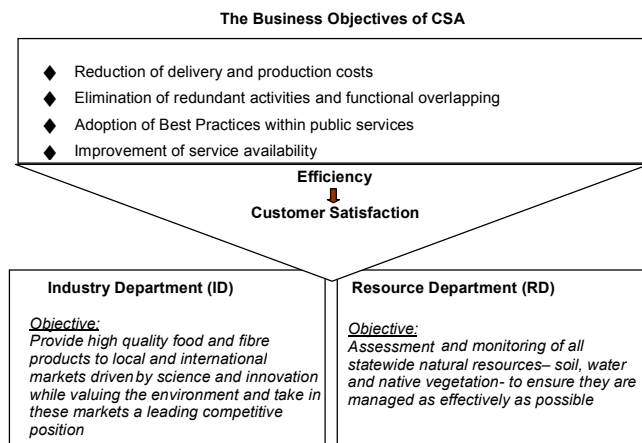 The Business Objectives of CSA
♦ Reduction of delivery and production costs
♦ Elimination of redundant activities and functional overlapping
♦ Adoption of Best Practices within public services
♦ Improvement of service availability
Efficiency
Customer Satisfaction
Industry Department (ID)
Objective:
Provide high quality food and fibre
products to local and international
markets driven by science and innovation
while valuing the environment and take in
these markets a leading competitive
position
Resource Department (RD)
Objective:
Assessment and monitoring of all
statewide natural resources– soil, water
and native vegetation- to ensure they are
managed as effectively as possible